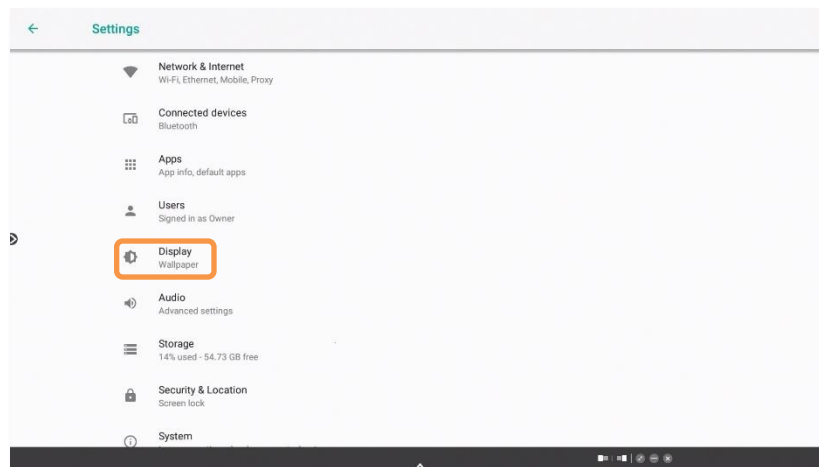 Settings
Network & Internet
Wi-Fi, Ethernet, Mobile, Proxy
Connected devices
Bluetooth
Apps
App info, default apps
Users
Signed in as Owner
Display
Wallpaper
Audio
Advanced settings
Storage
14% used - 54.73 GB free
Security & Location
Screen lock
System